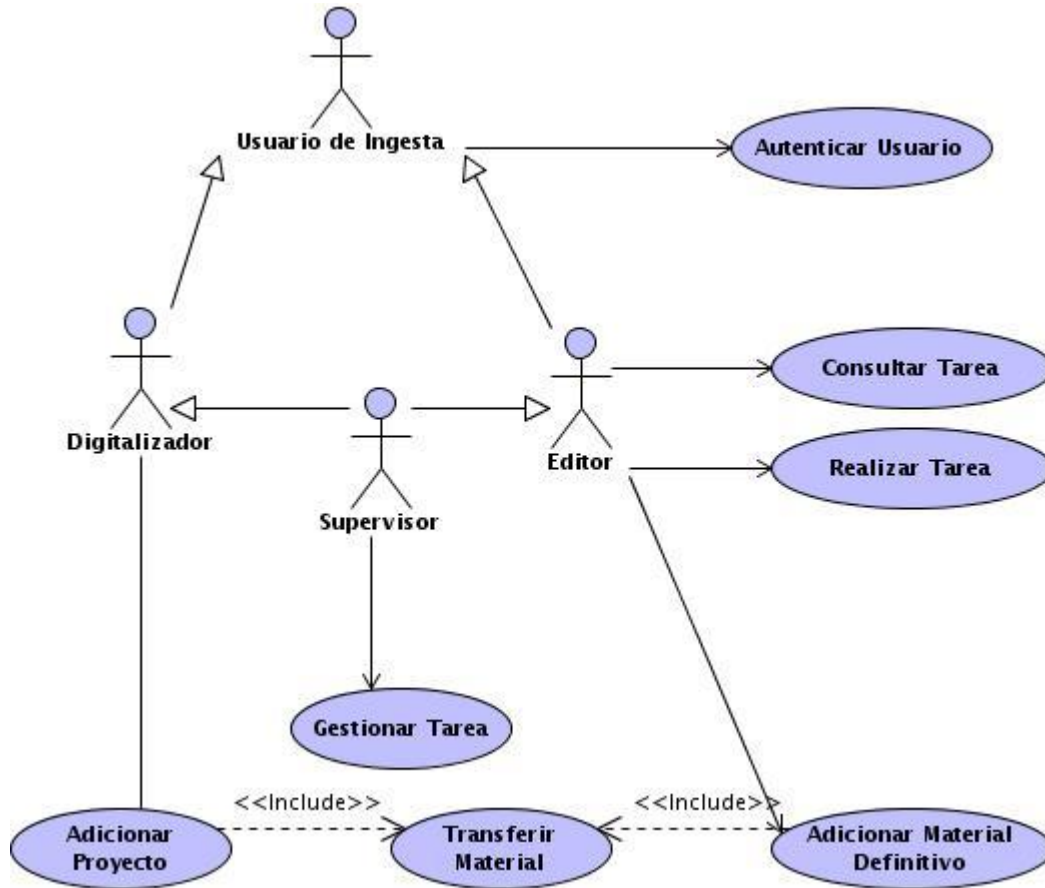 Usuario de Ingesta
Autenticar Usuario
Consultar Tarea
Digitalizador
Editor
Realizar Tarea
Supervisor
Gestionar Tarea
<<Include>>
<<Include>>
Adicionar
Proyecto
Transferir
Material
Adicionar Material
Definitivo